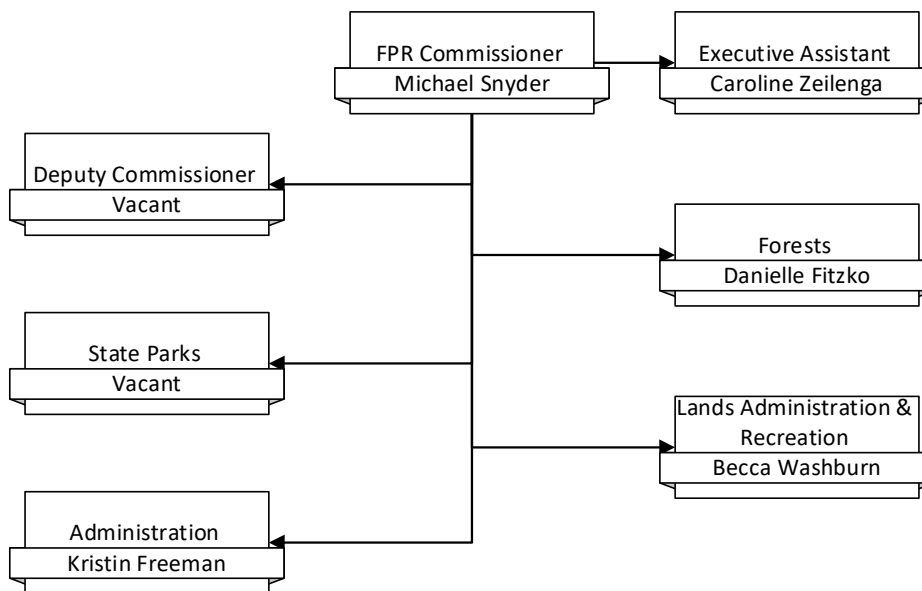 FPR Commissioner
Michael Snyder
Executive Assistant
Caroline Zeilenga
Deputy Commissioner
Vacant
Forests
Danielle Fitzko
State Parks
Vacant
Lands Administration &
Recreation
Becca Washburn
Administration
Kristin Freeman